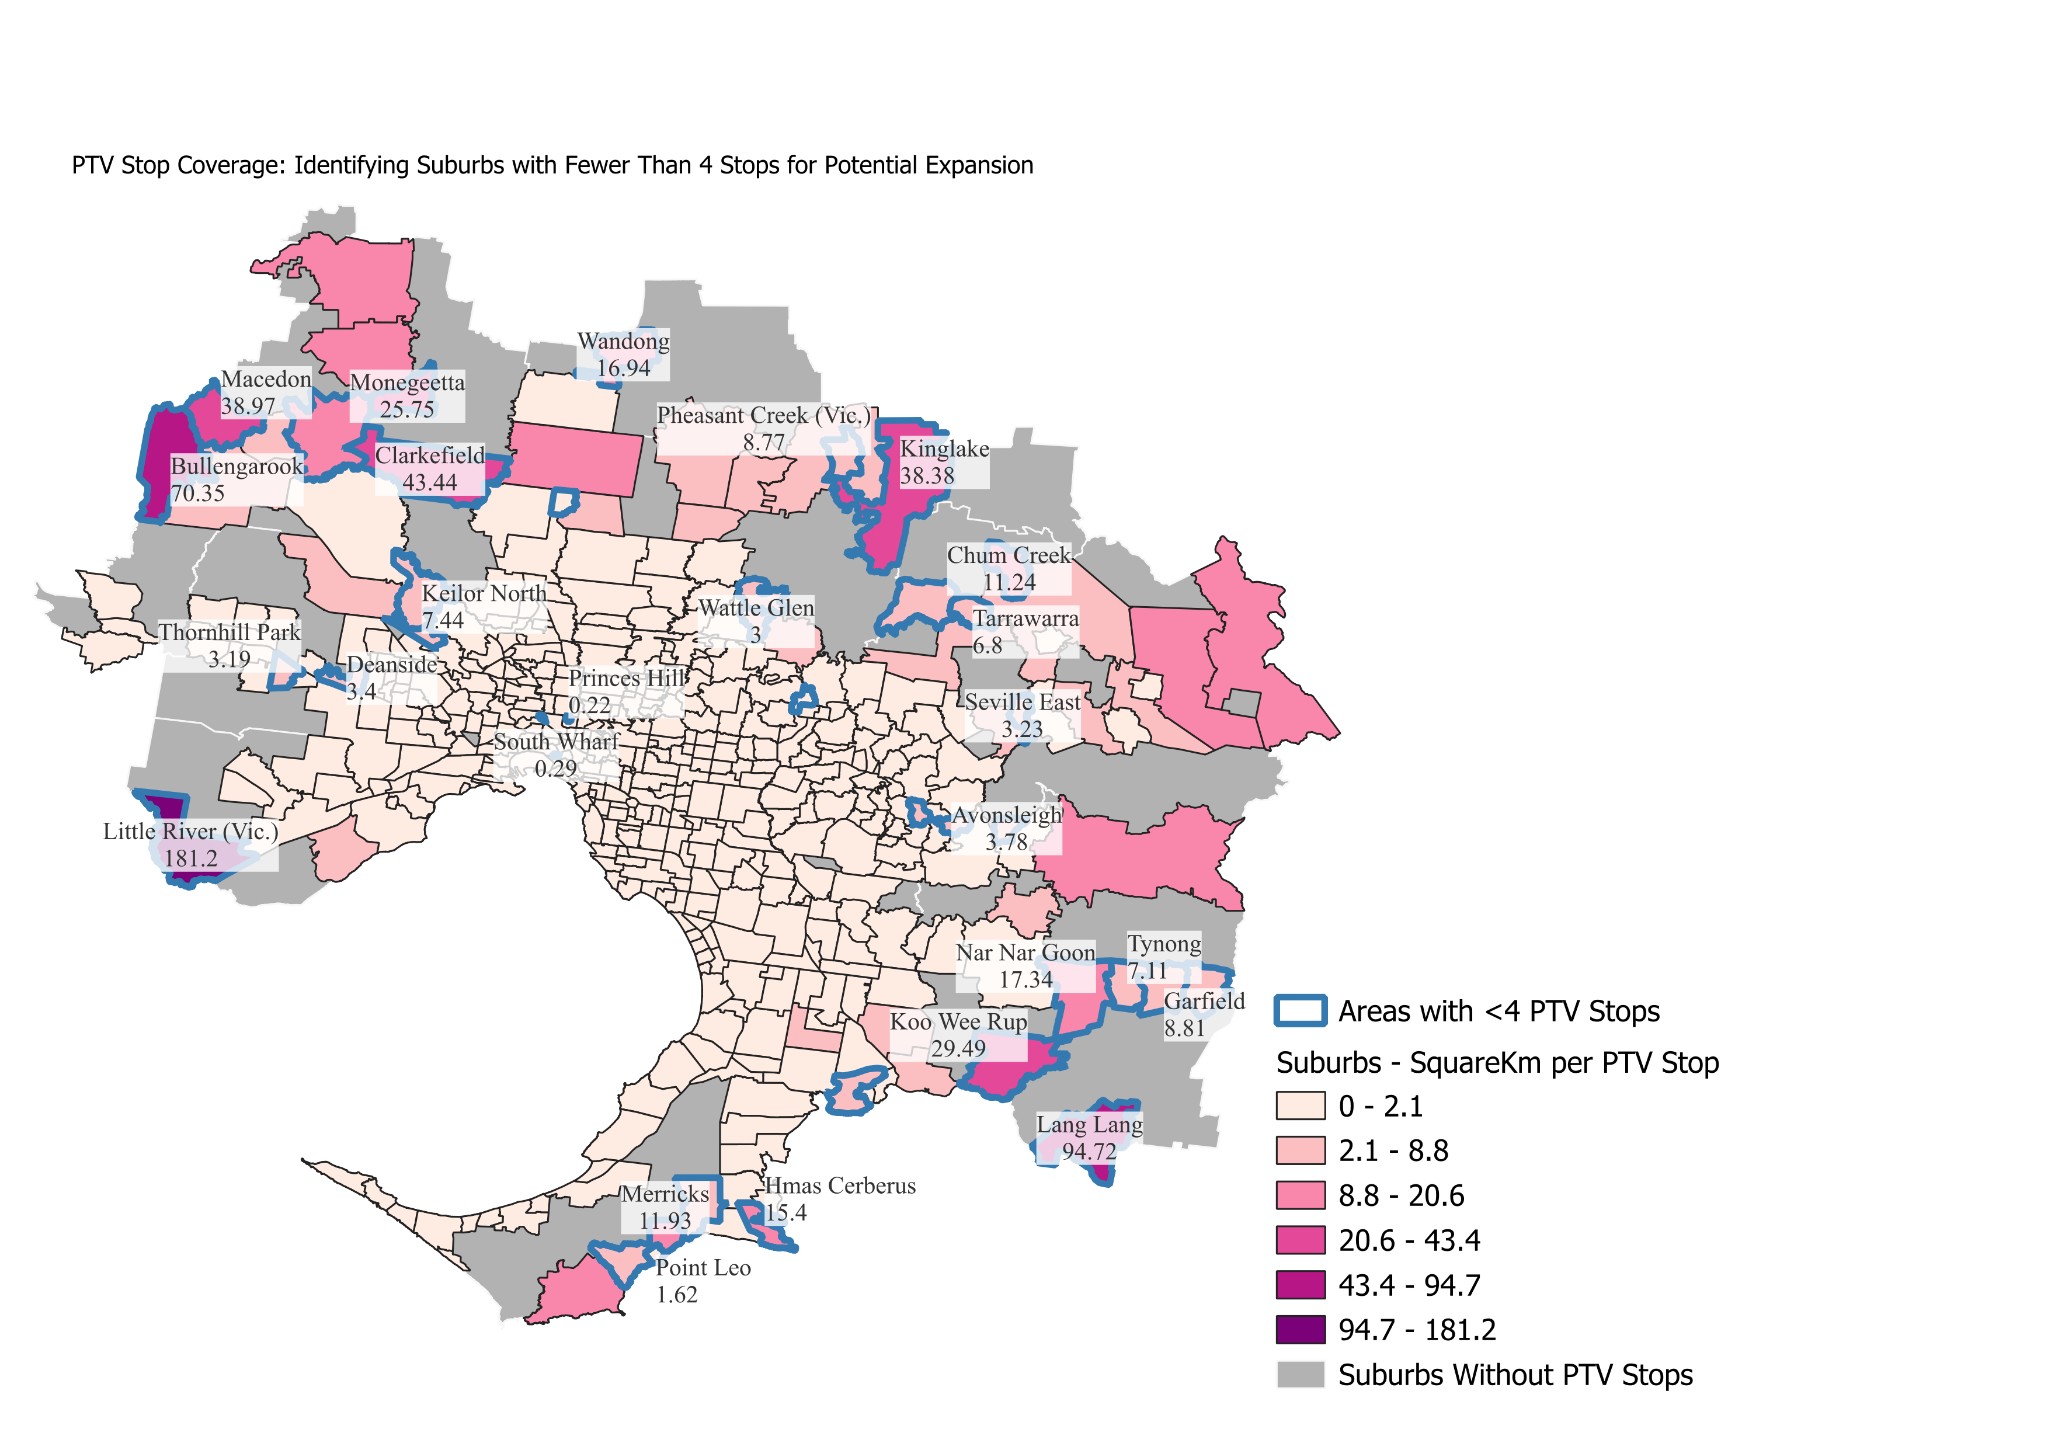 PTV Stop Coverage: Identifying Suburbs with Fewer Than 4 Stops for Potential Expansion
Wandong
16.94
Macedon
38.97
Monegeetta
25.75
Pheasant Creek (Vic.)
8.77
Bullengarook
70.35
Clarkefield
43.44
Kinglake
38.38
Chum Creek
11.24
Keilor North
7.44
Wattle Glen
3
Tarrawarra
6.8
Thornhill Park
3.19
Deanside
3.4
Princes Hill
0.22
Seville East
3.23
South Wharf
0.29
Little River (Vic.)
181.2
Avonsleigh
3.78
Nar Nar Goon
17.34
Tynong
7.11
Garfield
8.81
Koo Wee Rup
29.49
Lang Lang
94.72
Merricks
11.93
Hmas Cerberus
15.4
Point Leo
1.62
Areas with <4 PTV Stops
Suburbs - SquareKm per PTV Stop
0 - 2.1
2.1 - 8.8
8.8 - 20.6
20.6 - 43.4
43.4 - 94.7
94.7 - 181.2
Suburbs Without PTV Stops